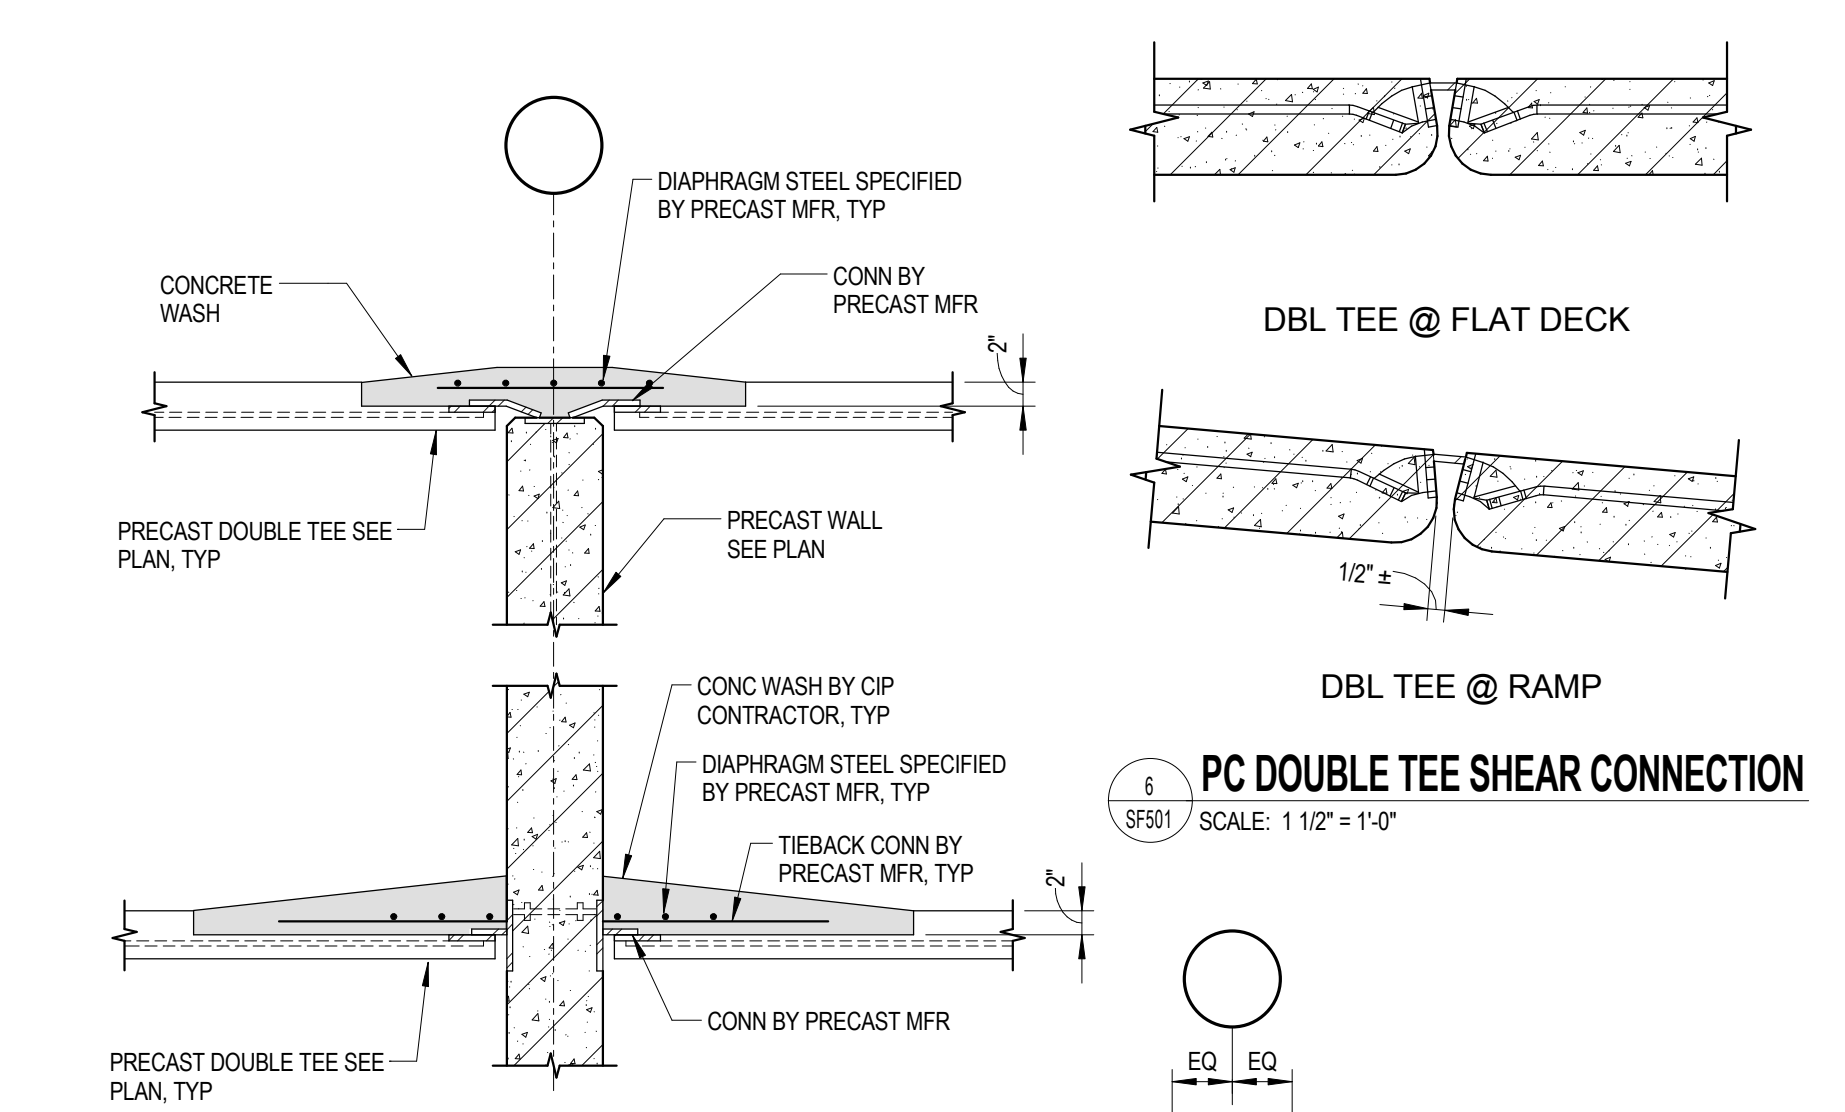 DIAPHRAGM STEEL SPECIFIED
BY PRECAST MFR, TYP
CONCRETE
WASH
CONN BY
PRECAST MFR
2"
PRECAST DOUBLE TEE SEE
PLAN, TYP
PRECAST WALL
SEE PLAN
CONC WASH BY CIP
CONTRACTOR, TYP
DIAPHRAGM STEEL SPECIFIED
BY PRECAST MFR, TYP
TIEBACK CONN BY
PRECAST MFR, TYP
2"
CONN BY PRECAST MFR
PRECAST DOUBLE TEE SEE
PLAN, TYP
DBL TEE @ FLAT DECK
1/2" ±
DBL TEE @ RAMP
6
SF501
PC DOUBLE TEE SHEAR CONNECTION
SCALE: 1 1/2" = 1'-0"
EQ EQ